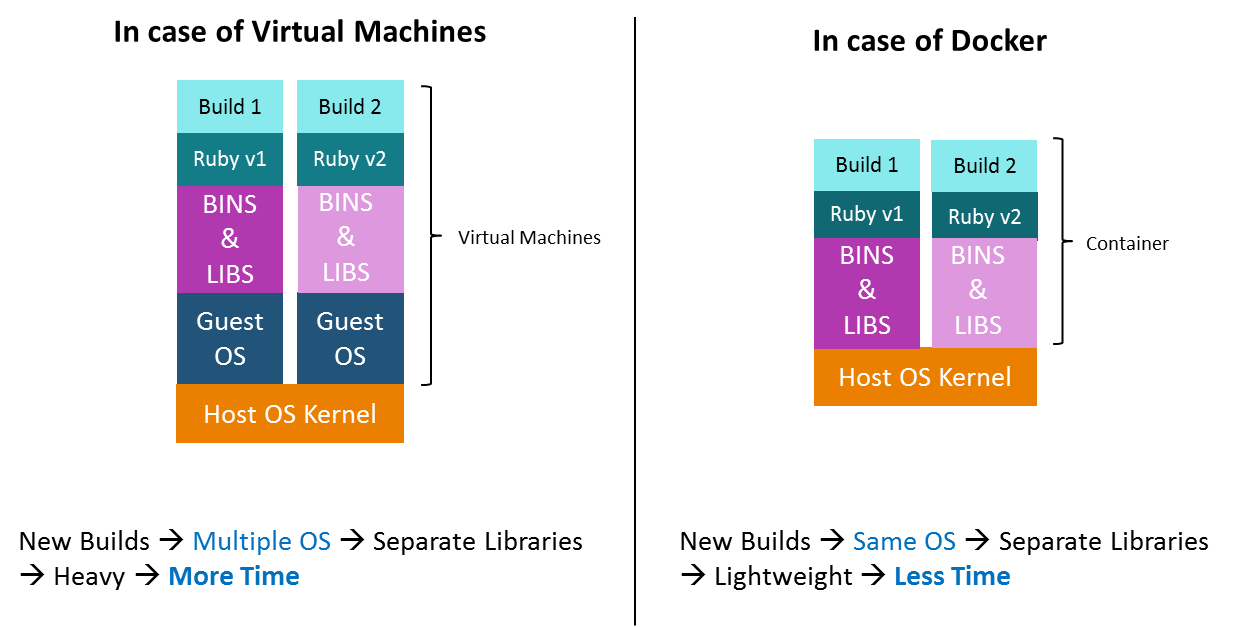 In case of Virtual Machines
Build 1
Build 2
Ruby v1
Ruby v2
BINS
&
LIBS
BINS
&
LIBS
Guest
OS
Guest
OS
Host OS Kernel
Virtual Machines
New Builds → Multiple OS → Separate Libraries
→ Heavy → More Time
In case of Docker
Build 1
Build 2
Ruby v1
Ruby v2
BINS
&
LIBS
BINS
&
LIBS
Host OS Kernel
Container
New Builds → Same OS → Separate Libraries
→ Lightweight → Less Time